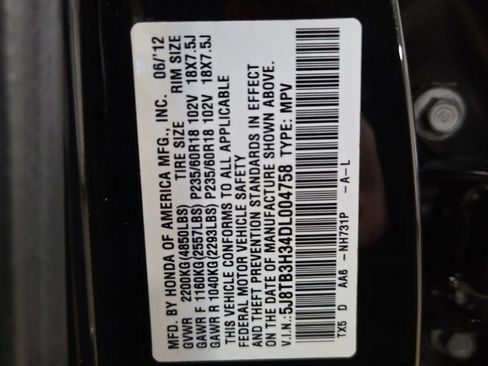 MFD. BY HONDA OF AMERICA MFG., INC. 06/'12
GVWR 2200KG(4850LBS) TIRE SIZE RIM SIZE
GAWR F 1160KG(2557LBS) P235/60R18 102V 18X7.5J
GAWR R 1040KG(2293LBS) P235/60R18 102V 18X7.5J
THIS VEHICLE CONFORMS TO ALL APPLICABLE
FEDERAL MOTOR VEHICLE SAFETY
AND THEFT PREVENTION STANDARDS IN EFFECT
ON THE DATE OF MANUFACTURE SHOWN ABOVE.
V.I.N.: 5J8TB3H34DL004758 TYPE: MPV
TX5 D AA6 -NH731P -A-L